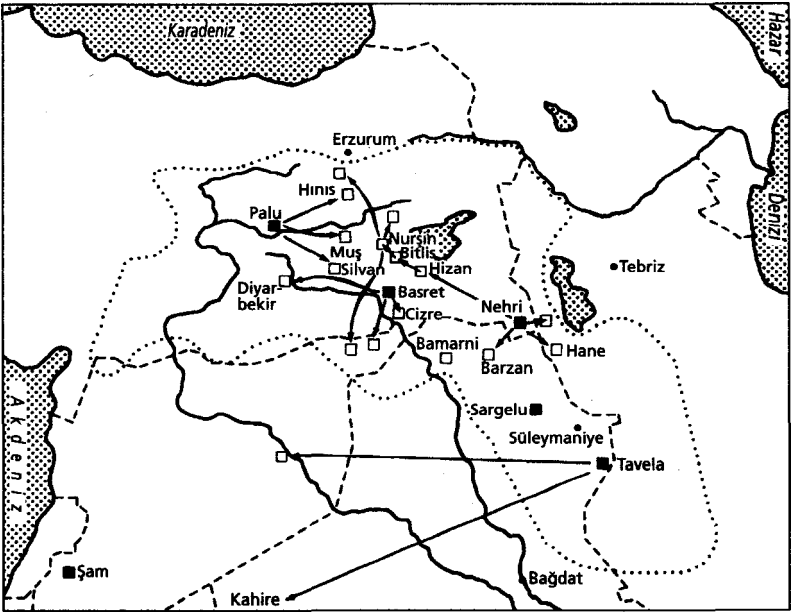 Karadeniz
Hazar
Denizi
Akdeniz
Erzurum
Hınıs
Palu
Muş
Nurşin
Bitlis
Silvan
Hizan
Diyar-
bekir
Basret
Cizre
Nehri
Tebriz
Bamarni
Barzan
Hane
Sargelu
Süleymaniye
Tavela
Şam
Kahire
Bağdat